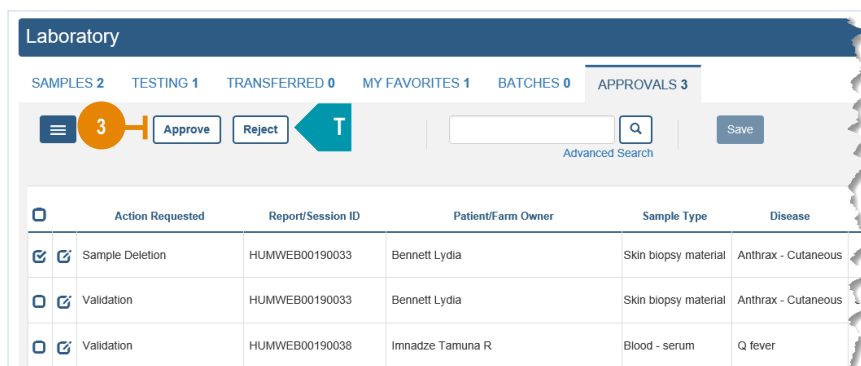 Laboratory
SAMPLES 2 TESTING 1 TRANSFERRED 0 MY FAVORITES 1 BATCHES 0 APPROVALS 3
3 Approve Reject T Save
Advanced Search
Action Requested Report/Session ID Patient/Farm Owner Sample Type Disease
Sample Deletion HUMWEB00190033 Bennett Lydia Skin biopsy material Anthrax - Cutaneous
Validation HUMWEB00190033 Bennett Lydia Skin biopsy material Anthrax - Cutaneous
Validation HUMWEB00190038 Imnadze Tamuna R Blood - serum Q fever